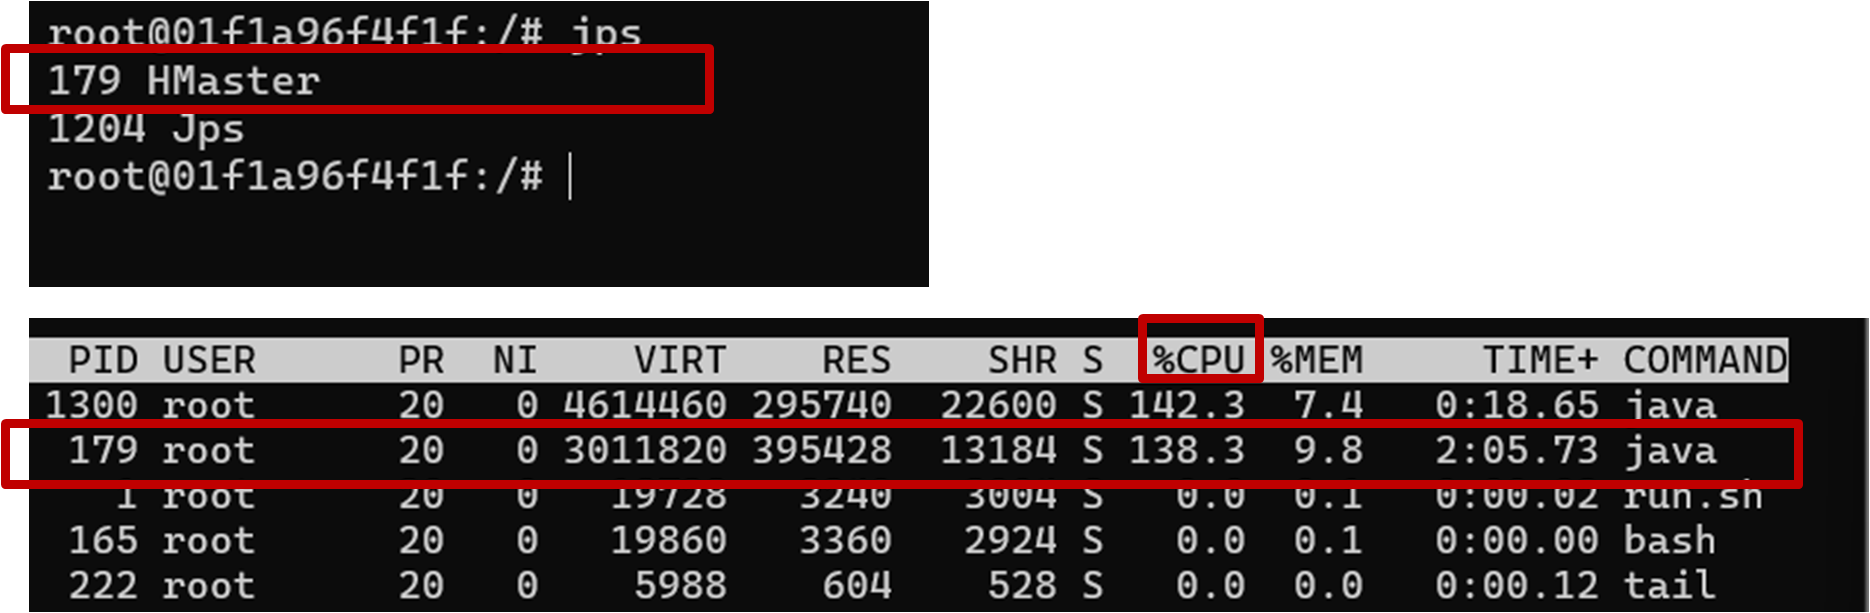 root@01f1a96f4f1f:/# jps
179 HMaster
1204 Jps
root@01f1a96f4f1f:/#
PID USER PR NI VIRT RES SHR S %CPU %MEM TIME+ COMMAND
1300 root 20 0 4614460 295740 22600 S 142.3 7.4 0:18.65 java
179 root 20 0 3011820 395428 13184 S 138.3 9.8 2:05.73 java
1 root 20 0 19728 3240 3004 S 0.0 0.1 0:00.02 run.sh
165 root 20 0 19860 3360 2924 S 0.0 0.1 0:00.00 bash
222 root 20 0 5988 604 528 S 0.0 0.0 0:00.12 tail